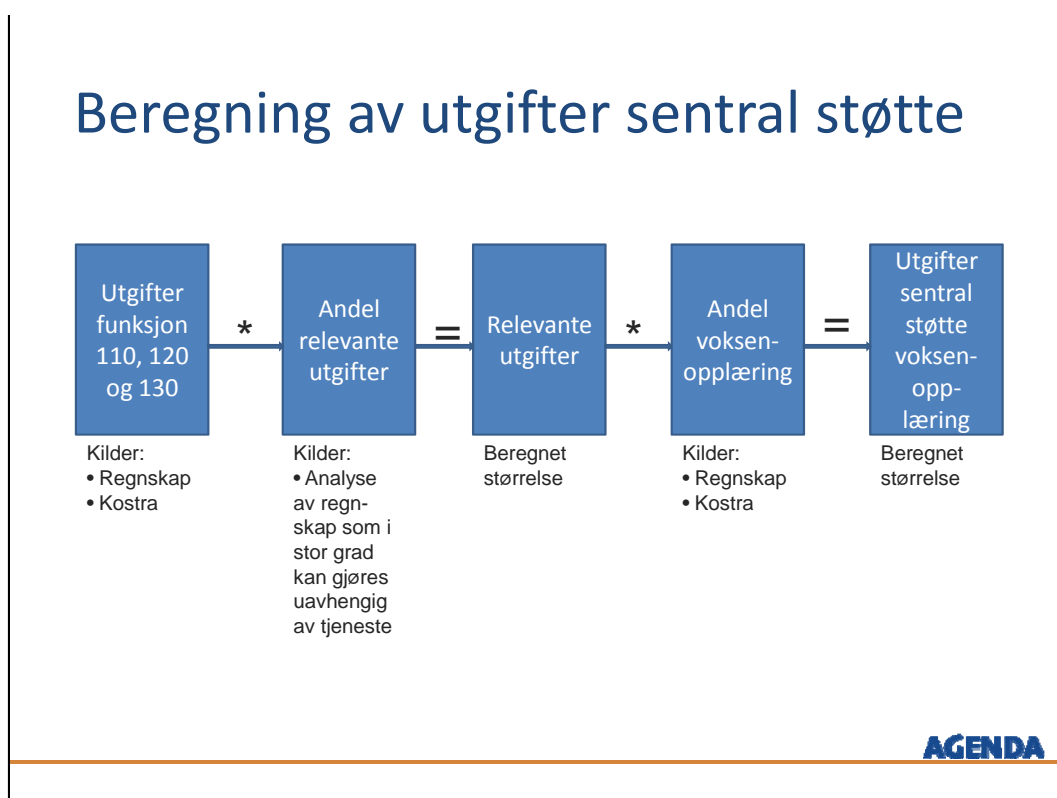 Beregning av utgifter sentral støtte
Utgifter
funksjon
110, 120
og 130
*
Andel
relevante
utgifter
=
Relevante
utgifter
*
Andel
voksen-
opplæring
=
Utgifter
sentral
støtte
voksen-
opp-
læring
Kilder:
• Regnskap
• Kostra
Kilder:
• Analyse
av regn-
skap som i
stor grad
kan gjøres
uavhengig
av tjeneste
Beregnet
størrelse
Kilder:
• Regnskap
• Kostra
Beregnet
størrelse
AGENDA